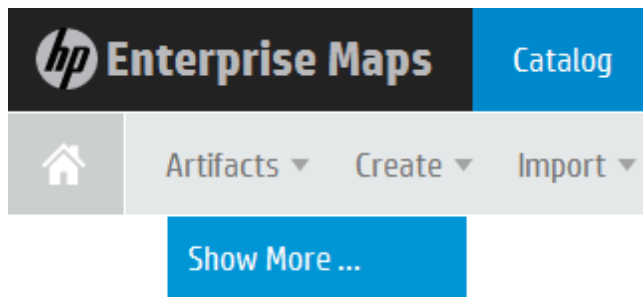 hp Enterprise Maps Catalog
Artifacts Create Import
Show More ...